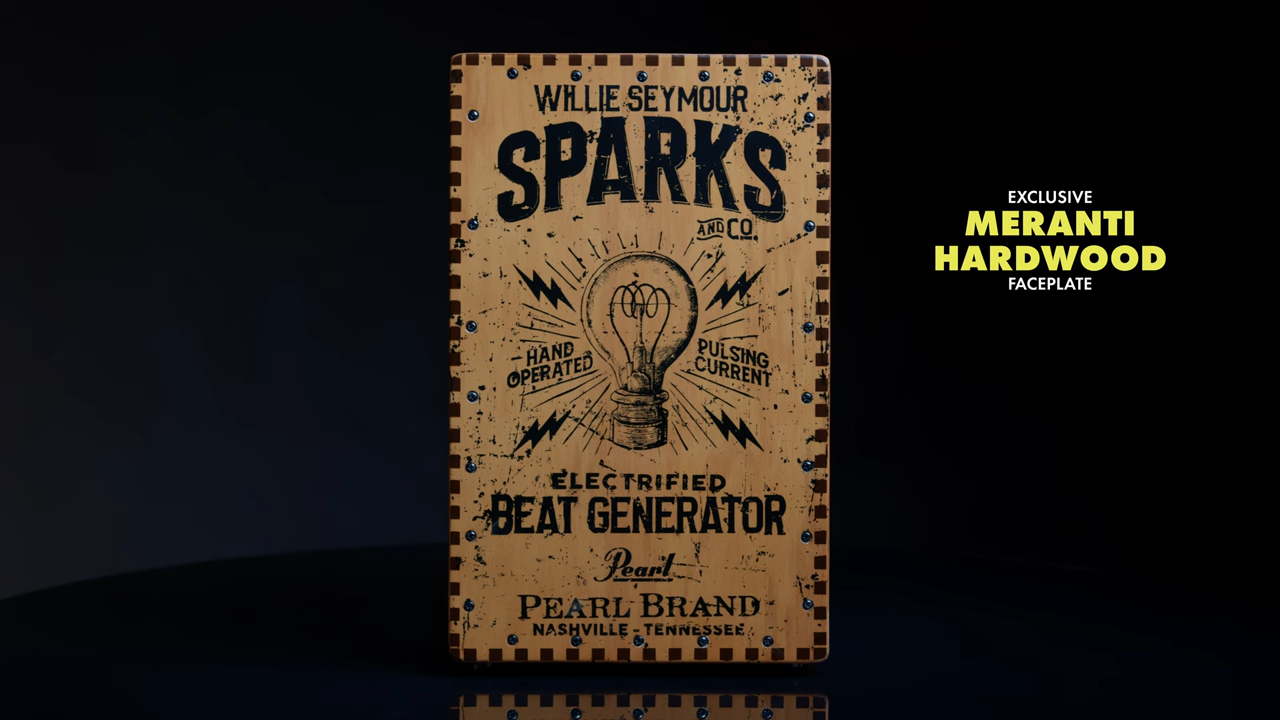 WILLIE SEYMOUR
SPARKS
AND CO.
HAND
OPERATED
PULSING
CURRENT
ELECTRIFIED
BEAT GENERATOR
Pearl
PEARL BRAND
NASHVILLE - TENNESSEE
EXCLUSIVE
MERANTI
HARDWOOD
FACEPLATE